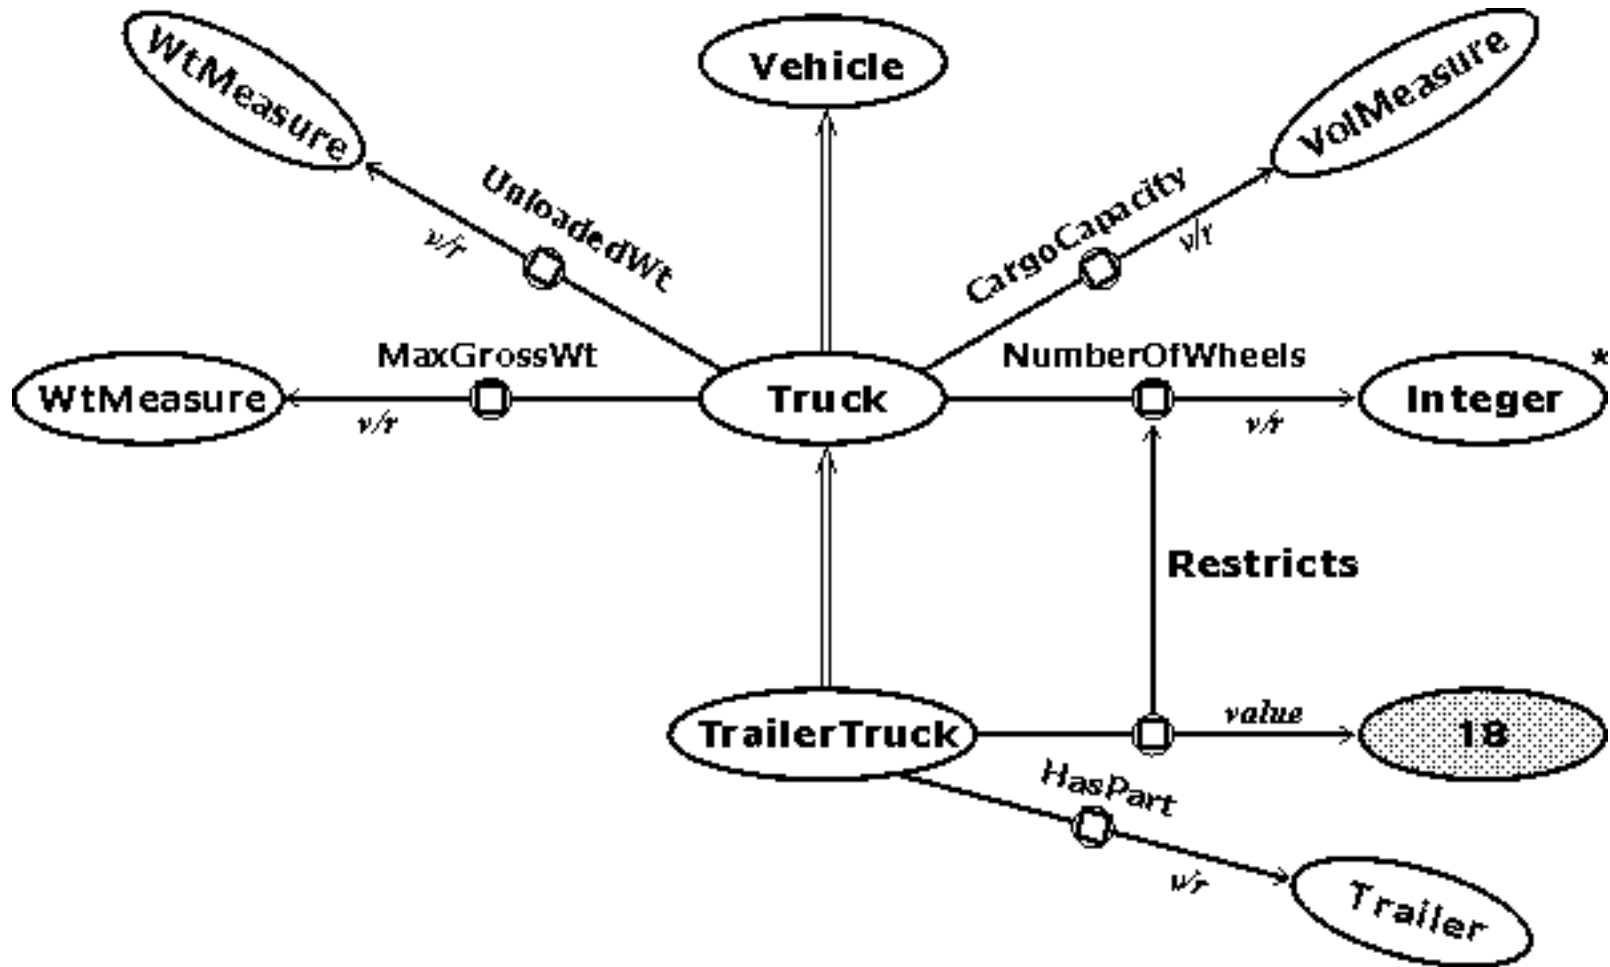 WtMeasure
Vehicle
VolMeasure
UnloadedWt
v/r
CargoCapacity
v/r
MaxGrossWt
NumberOfWheels
*
WtMeasure
Truck
Integer
v/r
v/r
Restricts
TrailerTruck
value
18
HasPart
v/r
Trailer